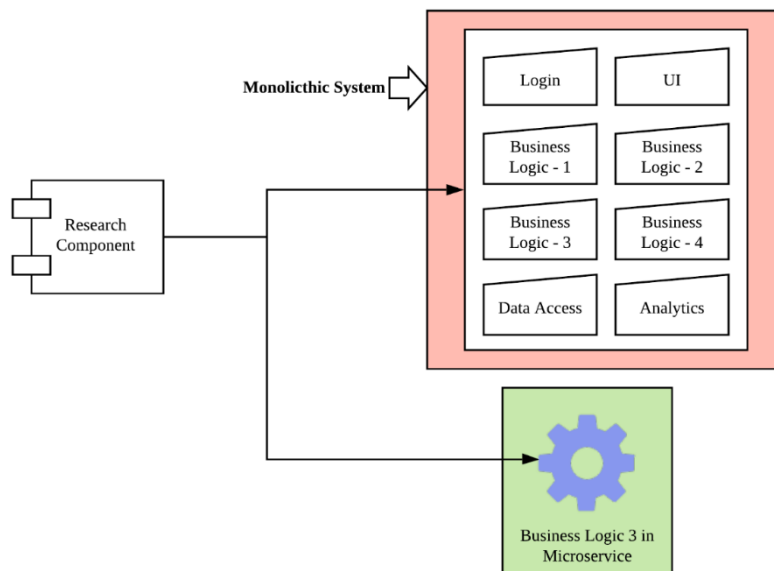 Monolicthic System
Login
UI
Business
Logic - 1
Business
Logic - 2
Research
Component
Business
Logic - 3
Business
Logic - 4
Data Access
Analytics
Business Logic 3 in
Microservice